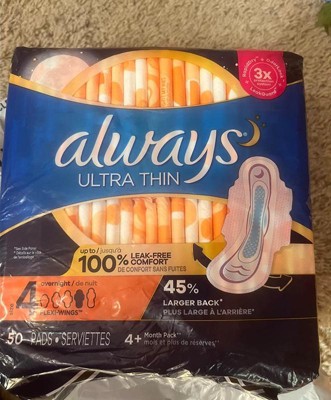 3x
always
ULTRA THIN
up to / jusqu'à
100% LEAK-FREE COMFORT
DE CONFORT SANS FUITES
4 overnight / de nuit
FLEXI-WINGS™
45%
LARGER BACK*
PLUS LARGE À L'ARRIÈRE*
50 PADS • SERVIETTES
4+ Month Pack**
mois et plus de réserves**